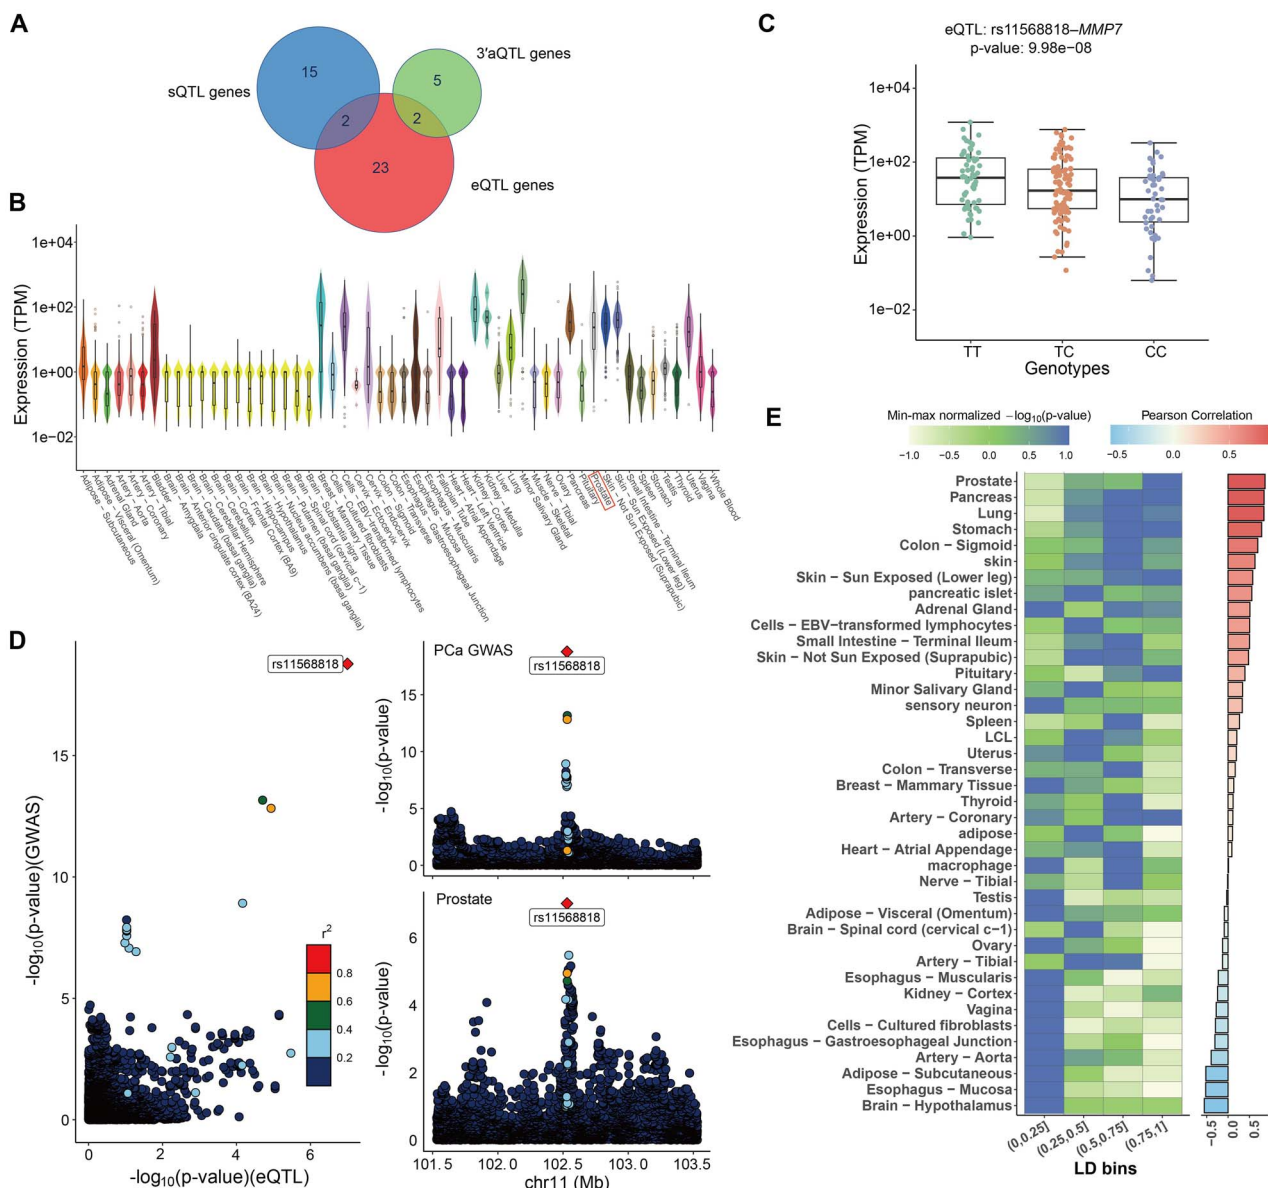 A
sQTL genes
3′aQTL genes
eQTL genes
15
5
2
2
23
B
Expression (TPM)
1e+04
1e+02
1e+00
1e−02
Adipose − Subcutaneous
Adipose − Visceral (Omentum)
Adrenal Gland
Artery − Aorta
Artery − Coronary
Artery − Tibial
Bladder
Brain − Amygdala
Brain − Anterior cingulate cortex (BA24)
Brain − Caudate (basal ganglia)
Brain − Cerebellar Hemisphere
Brain − Cerebellum
Brain − Cortex
Brain − Frontal Cortex (BA9)
Brain − Hippocampus
Brain − Hypothalamus
Brain − Nucleus accumbens (basal ganglia)
Brain − Putamen (basal ganglia)
Brain − Spinal cord (cervical c−1)
Brain − Substantia nigra
Breast − Mammary Tissue
Cells − Cultured fibroblasts
Cells − EBV−transformed lymphocytes
Cervix − Ectocervix
Cervix − Endocervix
Colon − Sigmoid
Colon − Transverse
Esophagus − Gastroesophageal Junction
Esophagus − Mucosa
Esophagus − Muscularis
Fallopian Tube
Heart − Atrial Appendage
Heart − Left Ventricle
Kidney − Cortex
Kidney − Medulla
Liver
Lung
Minor Salivary Gland
Muscle − Skeletal
Nerve − Tibial
Ovary
Pancreas
Pituitary
Prostate
Skin − Not Sun Exposed (Suprapubic)
Skin − Sun Exposed (Lower leg)
Small Intestine − Terminal Ileum
Spleen
Stomach
Testis
Thyroid
Uterus
Vagina
Whole Blood
C
eQTL: rs11568818–MMP7
p-value: 9.98e−08
Expression (TPM)
1e+04
1e+02
1e+00
1e−02
TT TC CC
Genotypes
D
rs11568818
-log10(p-value)(GWAS)
15
10
5
0
0 2 4 6
-log10(p-value)(eQTL)
r2
0.8
0.6
0.4
0.2
PCa GWAS
rs11568818
-log10(p-value)
15
10
5
0
Prostate
rs11568818
-log10(p-value)
6
4
2
0
101.5 102.0 102.5 103.0 103.5
chr11 (Mb)
E
Min-max normalized −log10(p-value)
−1.0 −0.5 0.0 0.5 1.0
Pearson Correlation
−0.5 0.0 0.5
Prostate
Pancreas
Lung
Stomach
Colon − Sigmoid
skin
Skin − Sun Exposed (Lower leg)
pancreatic islet
Adrenal Gland
Cells − EBV−transformed lymphocytes
Small Intestine − Terminal Ileum
Skin − Not Sun Exposed (Suprapubic)
Pituitary
Minor Salivary Gland
sensory neuron
Spleen
LCL
Uterus
Colon − Transverse
Breast − Mammary Tissue
Thyroid
Artery − Coronary
adipose
Heart − Atrial Appendage
macrophage
Nerve − Tibial
Testis
Adipose − Visceral (Omentum)
Brain − Spinal cord (cervical c−1)
Ovary
Artery − Tibial
Esophagus − Muscularis
Kidney − Cortex
Vagina
Cells − Cultured fibroblasts
Esophagus − Gastroesophageal Junction
Artery − Aorta
Adipose − Subcutaneous
Esophagus − Mucosa
Brain − Hypothalamus
(0,0.25] (0.25,0.5] (0.5,0.75] (0.75,1]
LD bins
−0.5 0.0 0.5